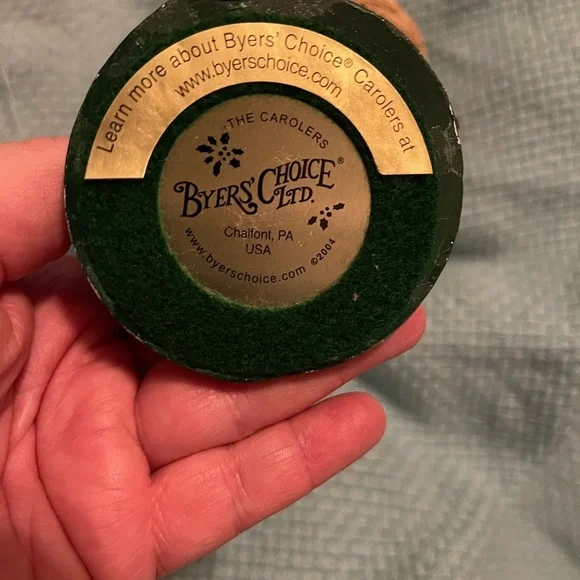 Learn more about Byers' Choice® Carolers at
www.byerschoice.com
THE CAROLERS
BYERS' CHOICE®
LTD.
Chalfont, PA
USA
www.byerschoice.com ©2004